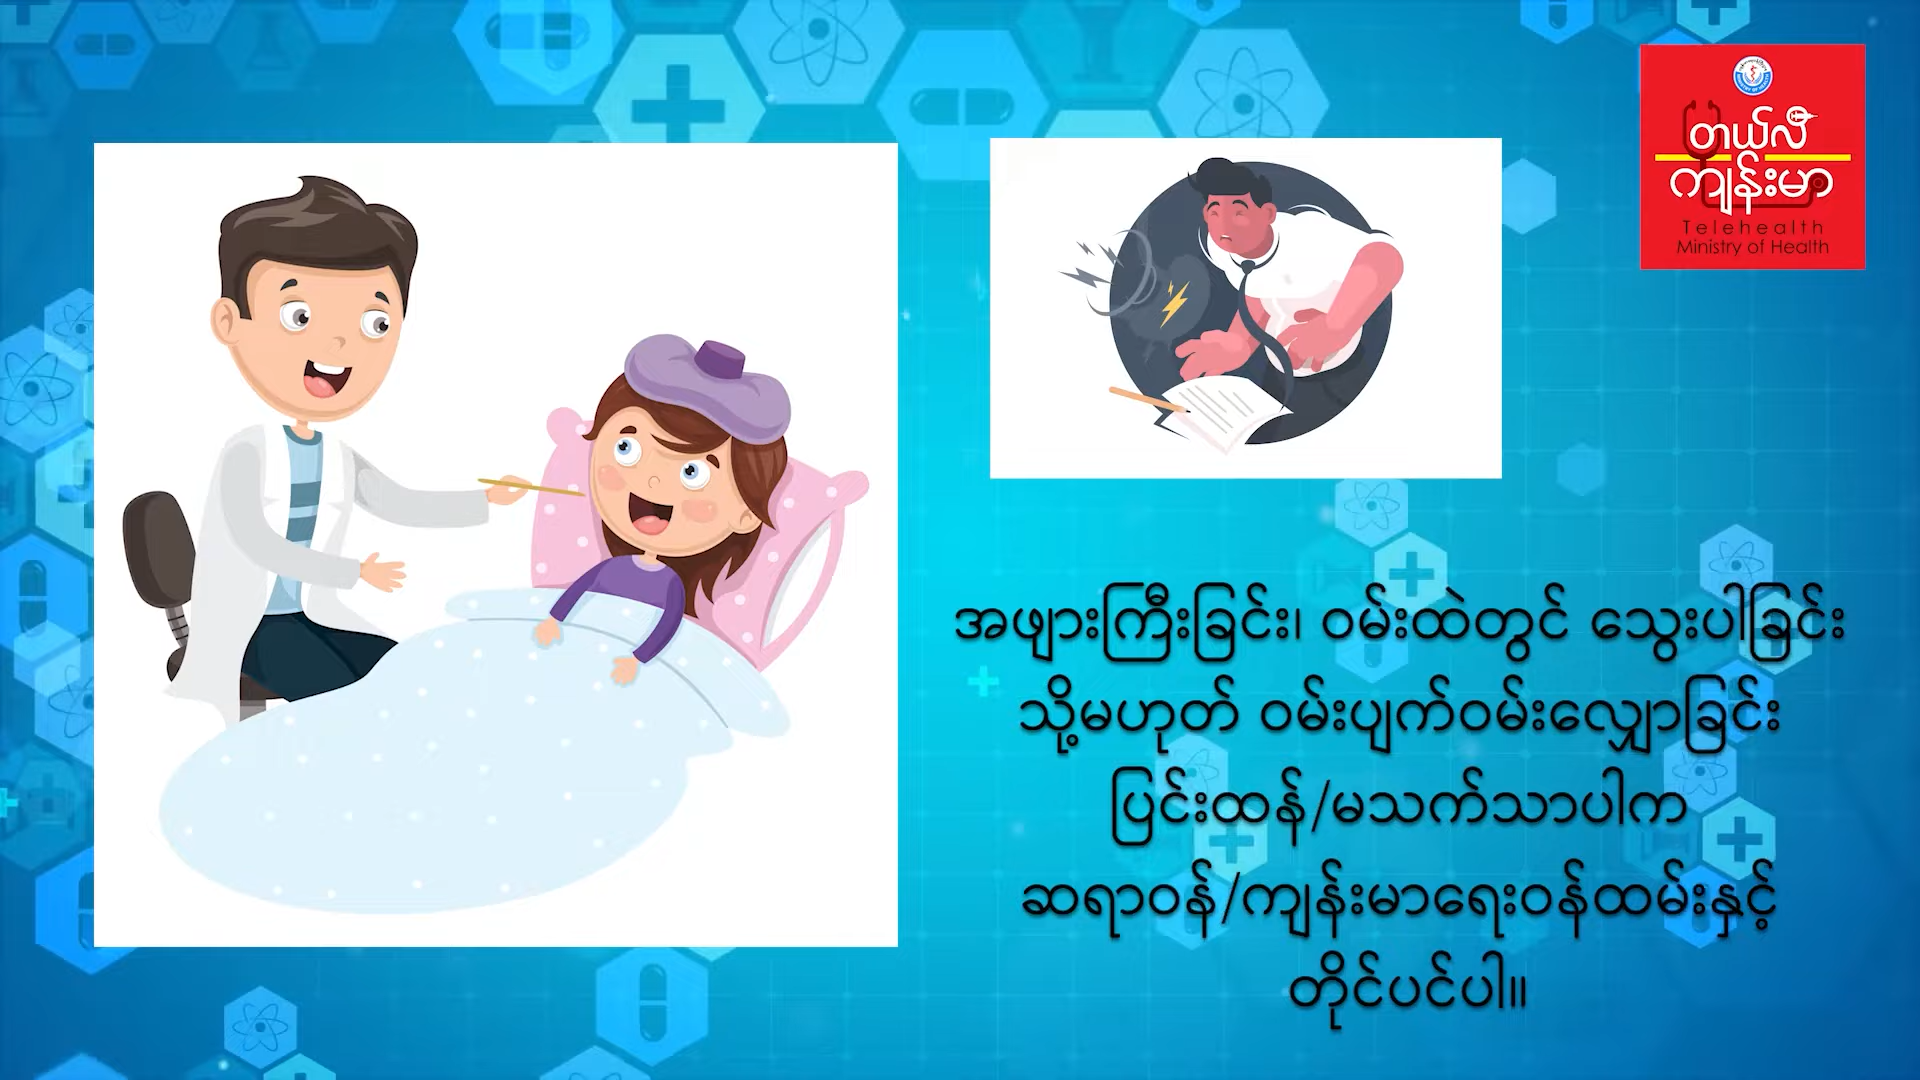 တယ်လီ
ကျန်းမာ
Telehealth
Ministry of Health
အဖျားကြီးခြင်း၊ ဝမ်းထဲတွင် သွေးပါခြင်း
သို့မဟုတ် ဝမ်းပျက်ဝမ်းလျှောခြင်း
ပြင်းထန်/မသက်သာပါက
ဆရာဝန်/ကျန်းမာရေးဝန်ထမ်းနှင့်
တိုင်ပင်ပါ။